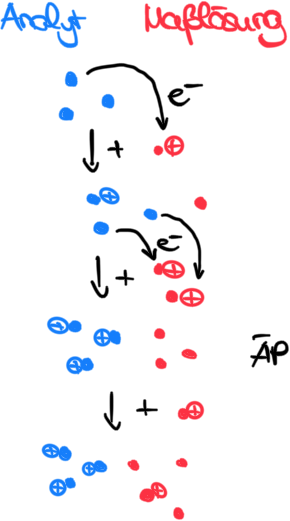 Analyt Maßlösung
e⁻
+ ⊕
⊕
e⁻
+ ⊕
⊕
⊕ ⊕
⊕
ÄP
+ ⊕
⊕
⊕
⊕ ⊕